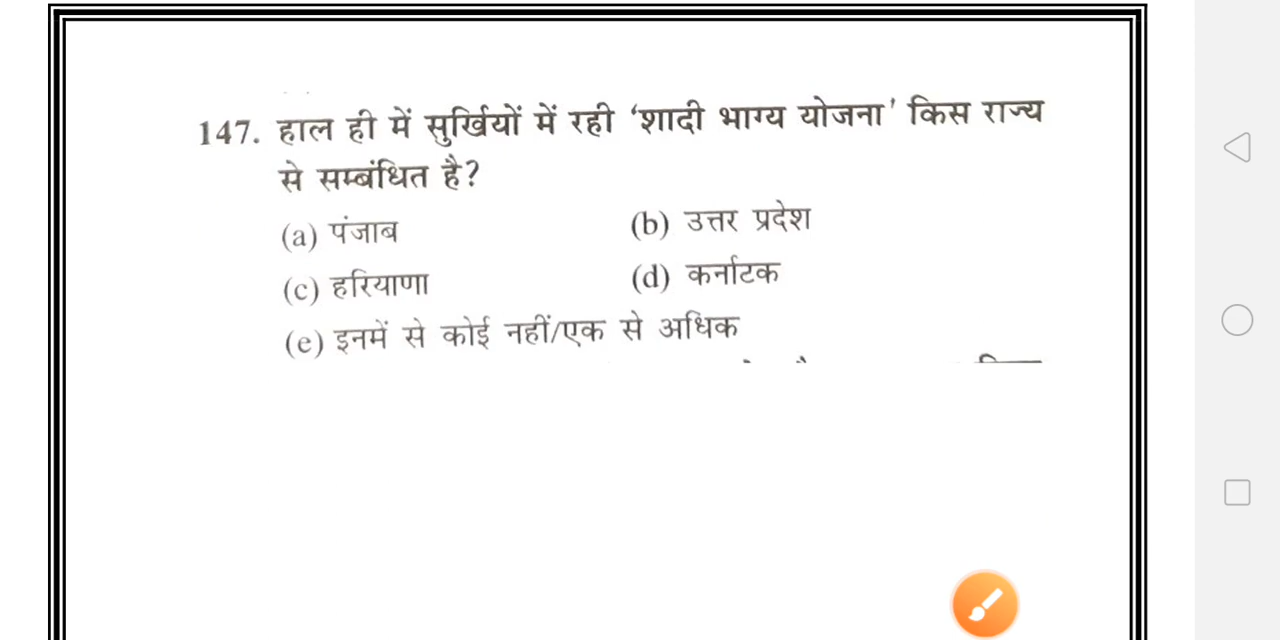 147. हाल ही में सुर्खियों में रही ‘शादी भाग्य योजना’ किस राज्य
से सम्बंधित है?
(a) पंजाब (b) उत्तर प्रदेश
(c) हरियाणा (d) कर्नाटक
(e) इनमें से कोई नहीं/एक से अधिक